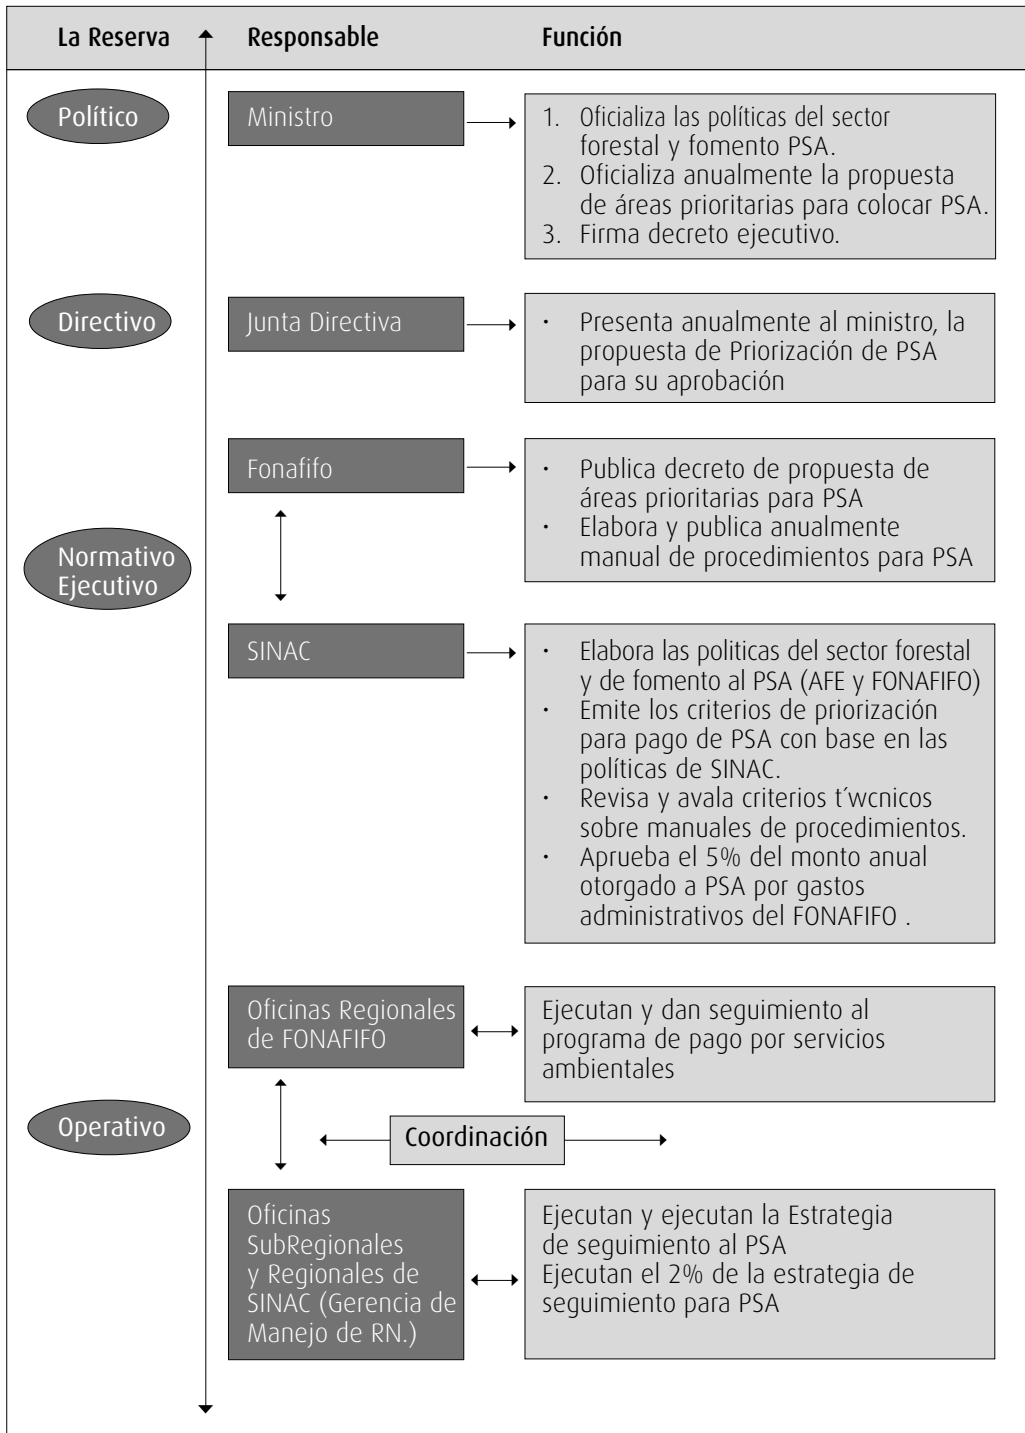 La Reserva Responsable Función
Político
Ministro
1. Oficializa las políticas del sector
forestal y fomento PSA.
2. Oficializa anualmente la propuesta
de áreas prioritarias para colocar PSA.
3. Firma decreto ejecutivo.
Directivo
Junta Directiva
· Presenta anualmente al ministro, la
propuesta de Priorización de PSA
para su aprobación
Normativo
Ejecutivo
Fonafifo
· Publica decreto de propuesta de
áreas prioritarias para PSA
· Elabora y publica anualmente
manual de procedimientos para PSA
SINAC
· Elabora las politicas del sector forestal
y de fomento al PSA (AFE y FONAFIFO)
· Emite los criterios de priorización
para pago de PSA con base en las
políticas de SINAC.
· Revisa y avala criterios t´wcnicos
sobre manuales de procedimientos.
· Aprueba el 5% del monto anual
otorgado a PSA por gastos
administrativos del FONAFIFO .
Operativo
Oficinas Regionales
de FONAFIFO
Ejecutan y dan seguimiento al
programa de pago por servicios
ambientales
Coordinación
Oficinas
SubRegionales
y Regionales de
SINAC (Gerencia de
Manejo de RN.)
Ejecutan y ejecutan la Estrategia
de seguimiento al PSA
Ejecutan el 2% de la estrategia de
seguimiento para PSA